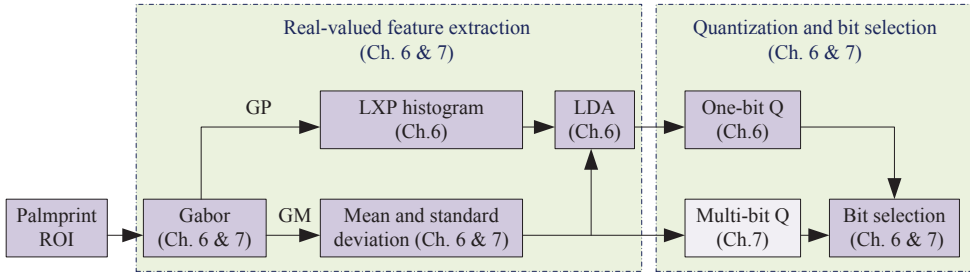 Real-valued feature extraction
(Ch. 6 & 7)
Quantization and bit selection
(Ch. 6 & 7)
GP
LXP histogram
(Ch.6)
LDA
(Ch.6)
One-bit Q
(Ch.6)
Palmprint
ROI
Gabor
(Ch. 6 & 7)
GM
Mean and standard
deviation (Ch. 6 & 7)
Multi-bit Q
(Ch.7)
Bit selection
(Ch. 6 & 7)